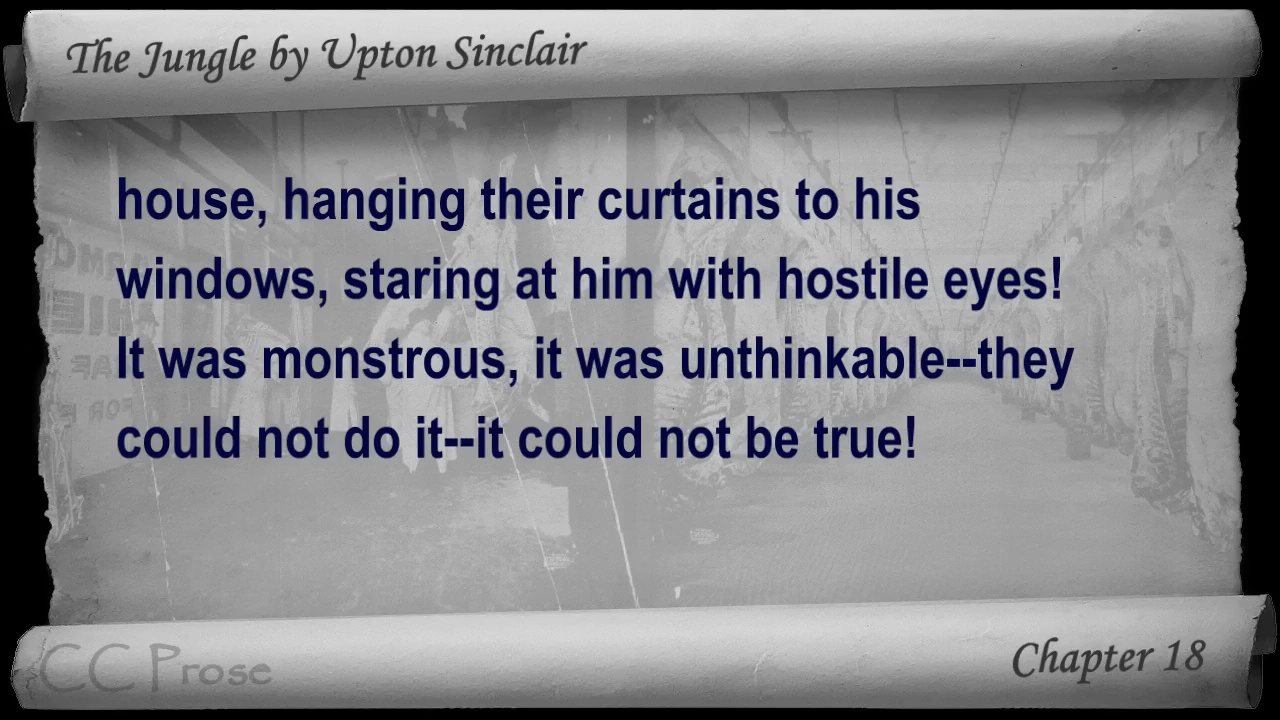 The Jungle by Upton Sinclair
house, hanging their curtains to his
windows, staring at him with hostile eyes!
It was monstrous, it was unthinkable--they
could not do it--it could not be true!
CC Prose
Chapter 18